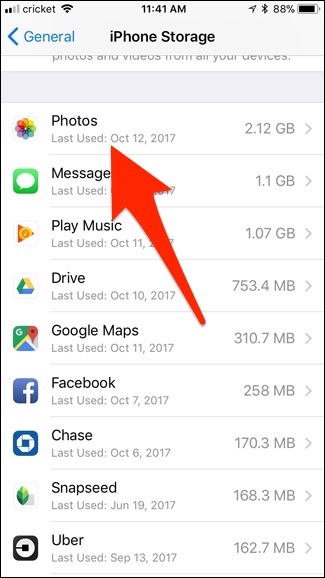 cricket 11:41 AM 88%
General iPhone Storage
photos and videos from all your devices.
Photos
Last Used: Oct 12, 2017
2.12 GB
Message
2017
1.1 GB
Play Music
Last Used: Oct 11, 2017
1.07 GB
Drive
Last Used: Oct 10, 2017
753.4 MB
Google Maps
Last Used: Oct 11, 2017
310.7 MB
Facebook
Last Used: Oct 7, 2017
258 MB
Chase
Last Used: Oct 6, 2017
170.3 MB
Snapseed
Last Used: Jun 19, 2017
168.3 MB
Uber
Last Used: Sep 13, 2017
162.7 MB